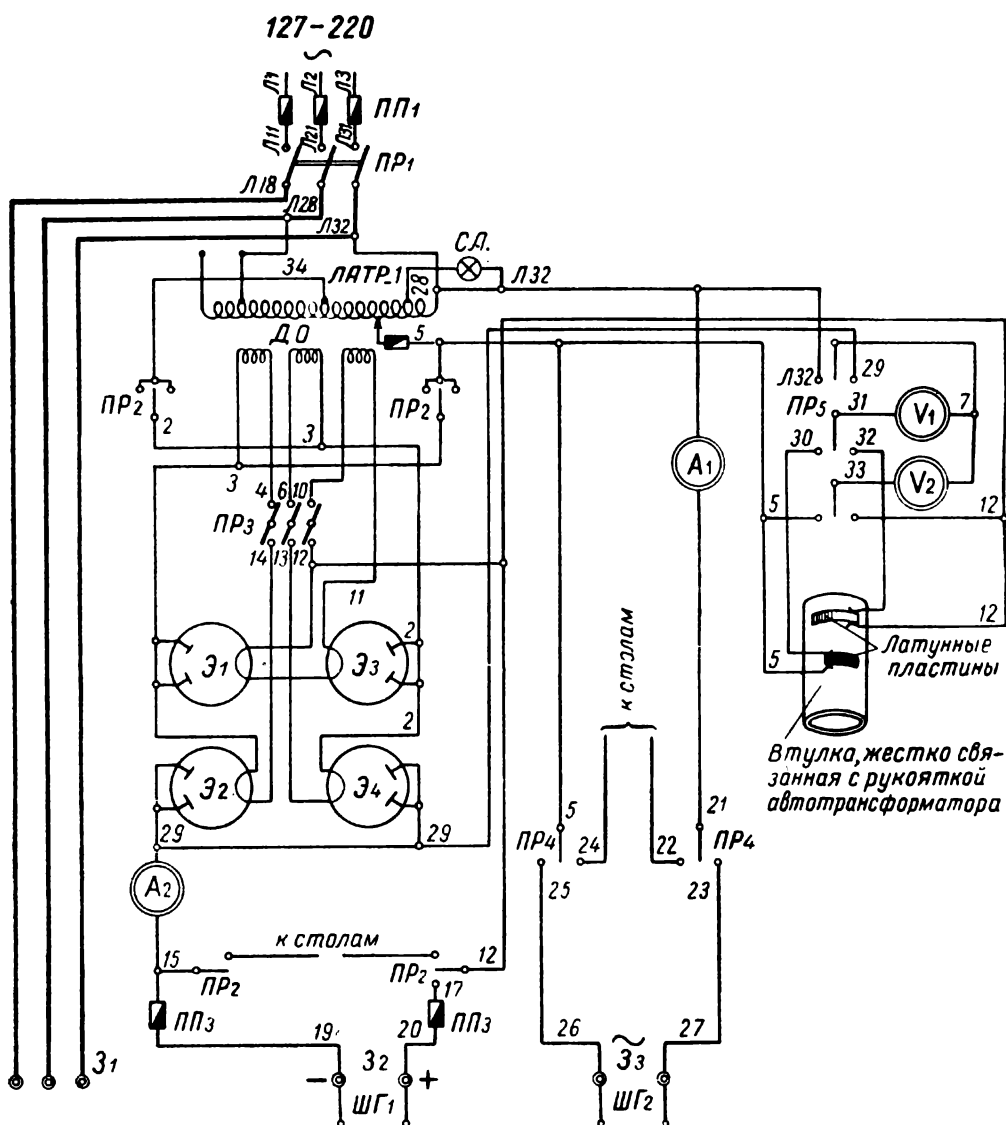 127-220
~
Л1 Л2 Л3
ПП1
Л11 Л21 Л31
ПР1
Л18
Л28
Л32
СЛ.
34 ЛАТР-1 28 Л32
ДО 5
Л32 29
ПР2 ПР2
ПР5 31 V1 7
2
3 30 32
A1
3 4 6 10 33 V2
ПР3 5 12
14 13 12
11
2 12
Э1 Э3 5 Латунные
пластины
к столам
2
Втулка, жестко свя-
занная с рукояткой
автотрансформатора
Э2 Э4
5 21
29 29
ПР4 24 22 ПР4
A2 25 23
к столам
15 12
ПР2 ПР2
17
ПП3 ПП3
19 20 26 ~ 27
З1 З2 З3
- +
ШГ1 ШГ2